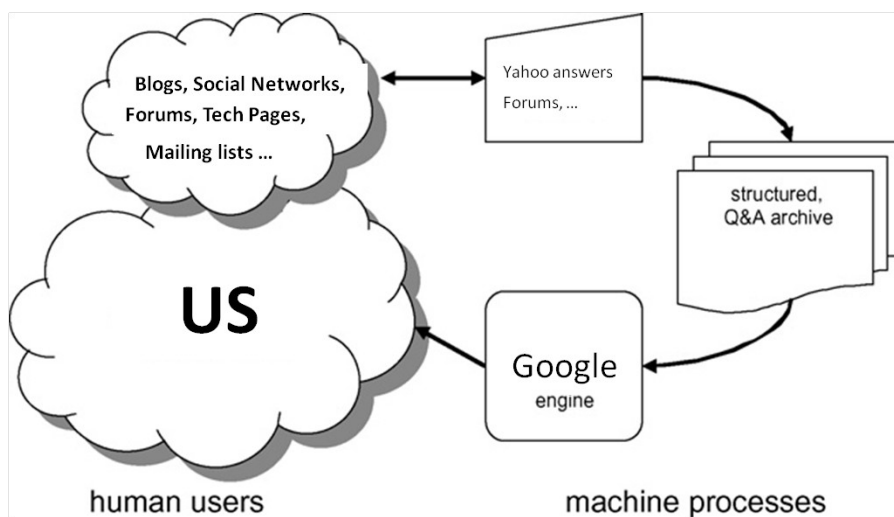 Blogs, Social Networks,
Forums, Tech Pages,
Mailing lists ...
Yahoo answers
Forums, ...
structured,
Q&A archive
US
Google
engine
human users
machine processes